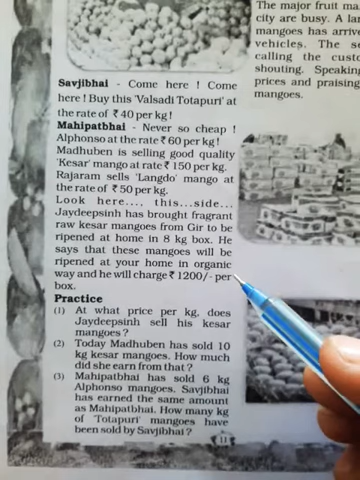 The major fruit ma
city are busy. A la
mangoes has arrive
vehicles. The se
calling the custo
shouting. Speakin
prices and praising
mangoes.
Savjibhai - Come here ! Come
here ! Buy this 'Valsadi Totapuri' at
the rate of ₹ 40 per kg !
Mahipatbhai - Never so cheap !
Alphonso at the rate ₹ 60 per kg !
Madhuben is selling good quality
'Kesar' mango at rate ₹ 150 per kg.
Rajaram sells 'Langdo' mango at
the rate of ₹ 50 per kg.
Look here...., this...side...
Jaydeepsinh has brought fragrant
raw kesar mangoes from Gir to be
ripened at home in 8 kg box. He
says that these mangoes will be
ripened at your home in organic
way and he will charge ₹ 1200/- per
box.
Practice
(1) At what price per kg, does
Jaydeepsinh sell his kesar
mangoes ?
(2) Today Madhuben has sold 10
kg kesar mangoes. How much
did she earn from that ?
(3) Mahipatbhai has sold 6 kg
Alphonso mangoes. Savjibhai
has earned the same amount
as Mahipatbhai. How many kg
of 'Totapuri' mangoes have
been sold by Savjibhai ?
11